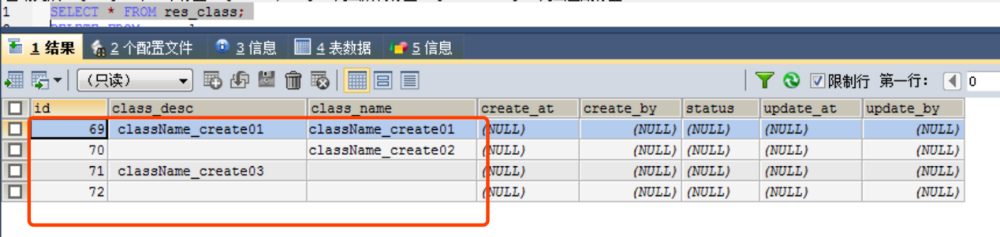 1 SELECT * FROM res_class;
1 结果 2 个配置文件 3 信息 4 表数据 5 信息
(只读) 限制行 第一行: 0
id class_desc class_name create_at create_by status update_at update_by
69 className_create01 className_create01 (NULL) (NULL) (NULL) (NULL) (NULL)
70 className_create02 (NULL) (NULL) (NULL) (NULL) (NULL)
71 className_create03 (NULL) (NULL) (NULL) (NULL) (NULL)
72 (NULL) (NULL) (NULL) (NULL) (NULL)